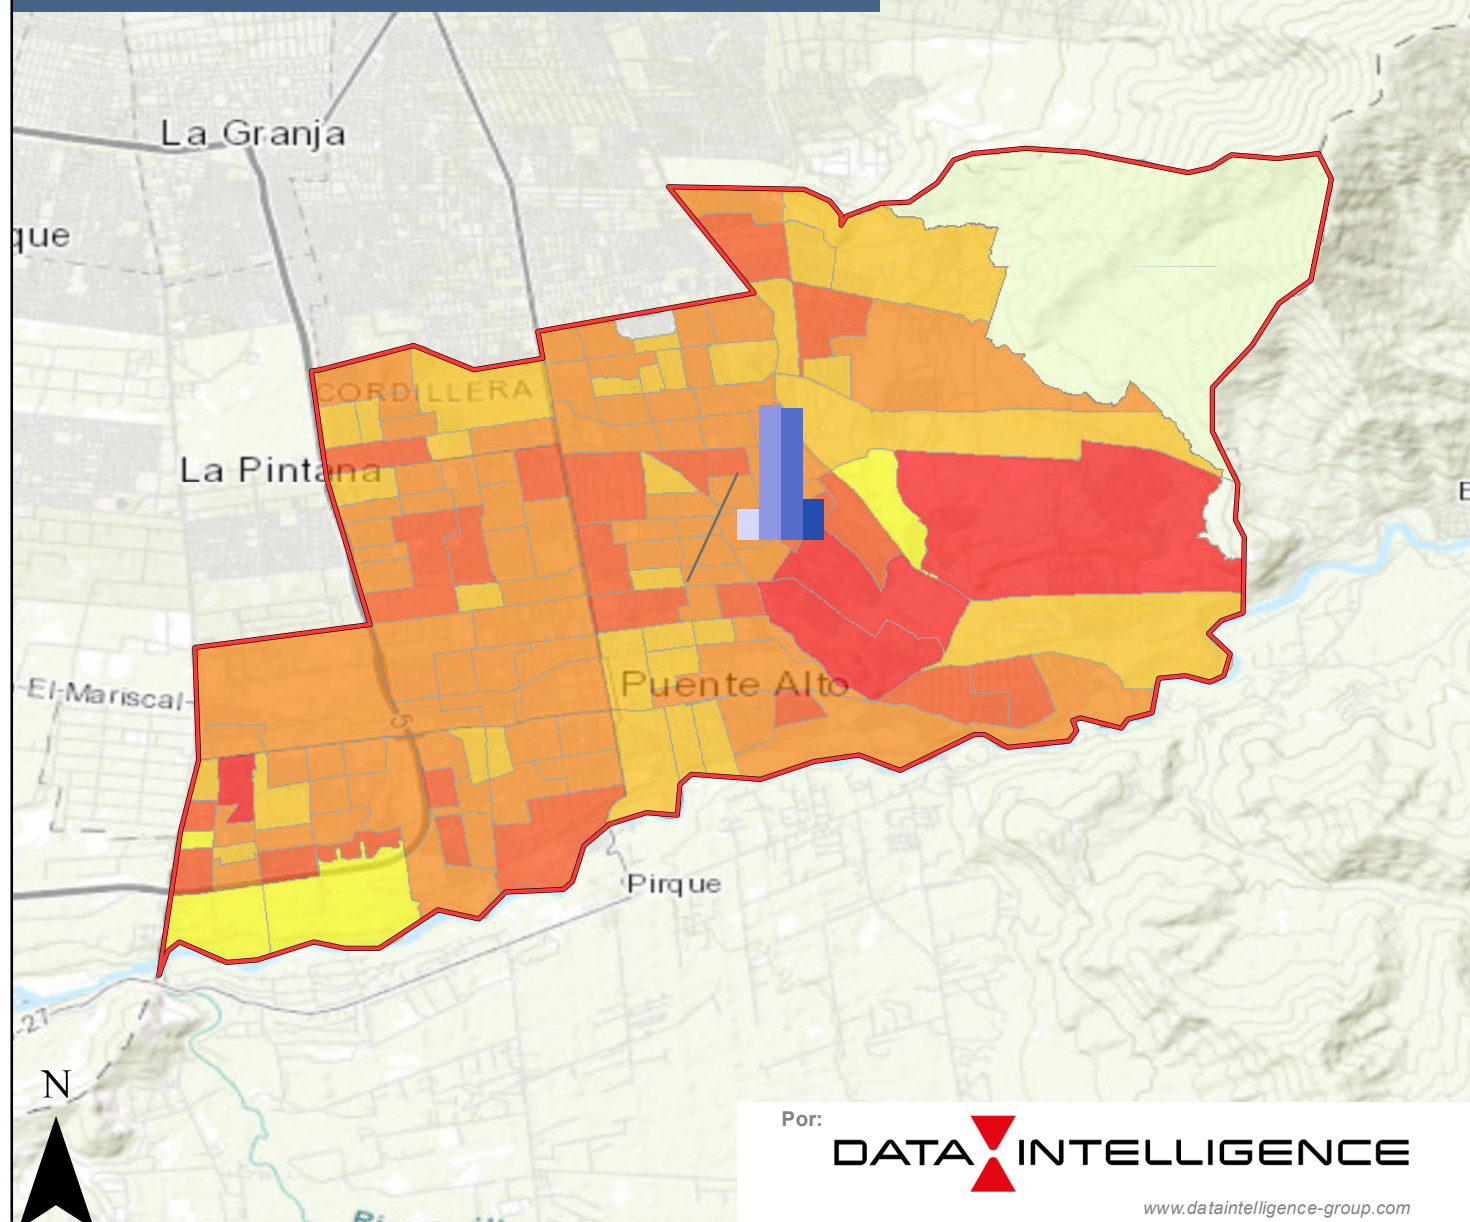 La Granja
que
CORDILLERA
La Pintana
E
Puente Alto
El-Mariscal
5
Pirque
-27
N
Por:
DATA INTELLIGENCE
www.dataintelligence-group.com